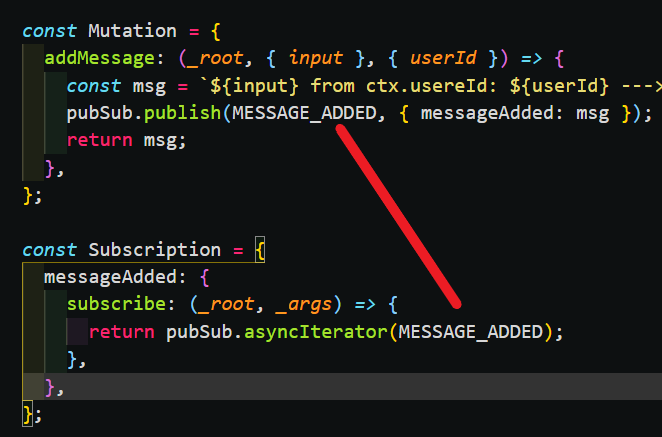 const Mutation = {
addMessage: (_root, { input }, { userId }) => {
const msg = `${input} from ctx.usereId: ${userId} --->
pubSub.publish(MESSAGE_ADDED, { messageAdded: msg });
return msg;
},
};
const Subscription = {
messageAdded: {
subscribe: (_root, _args) => {
return pubSub.asyncIterator(MESSAGE_ADDED);
},
},
};